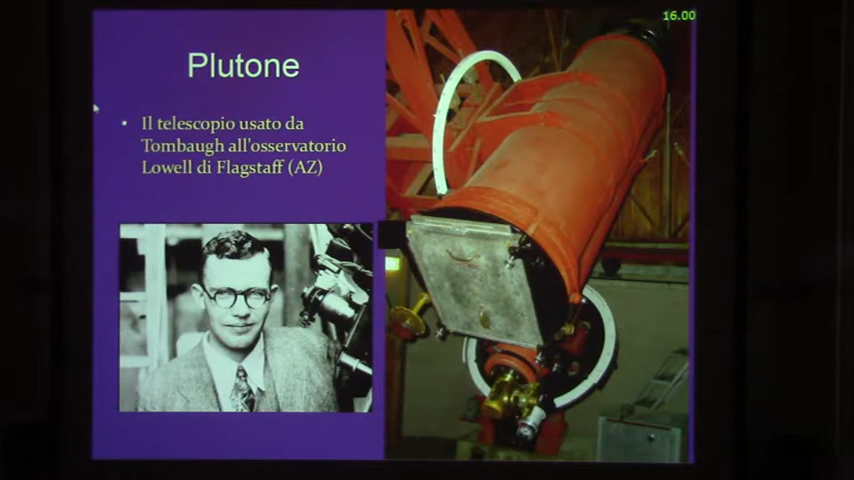 16.00
Plutone
• Il telescopio usato da
Tombaugh all'osservatorio
Lowell di Flagstaff (AZ)